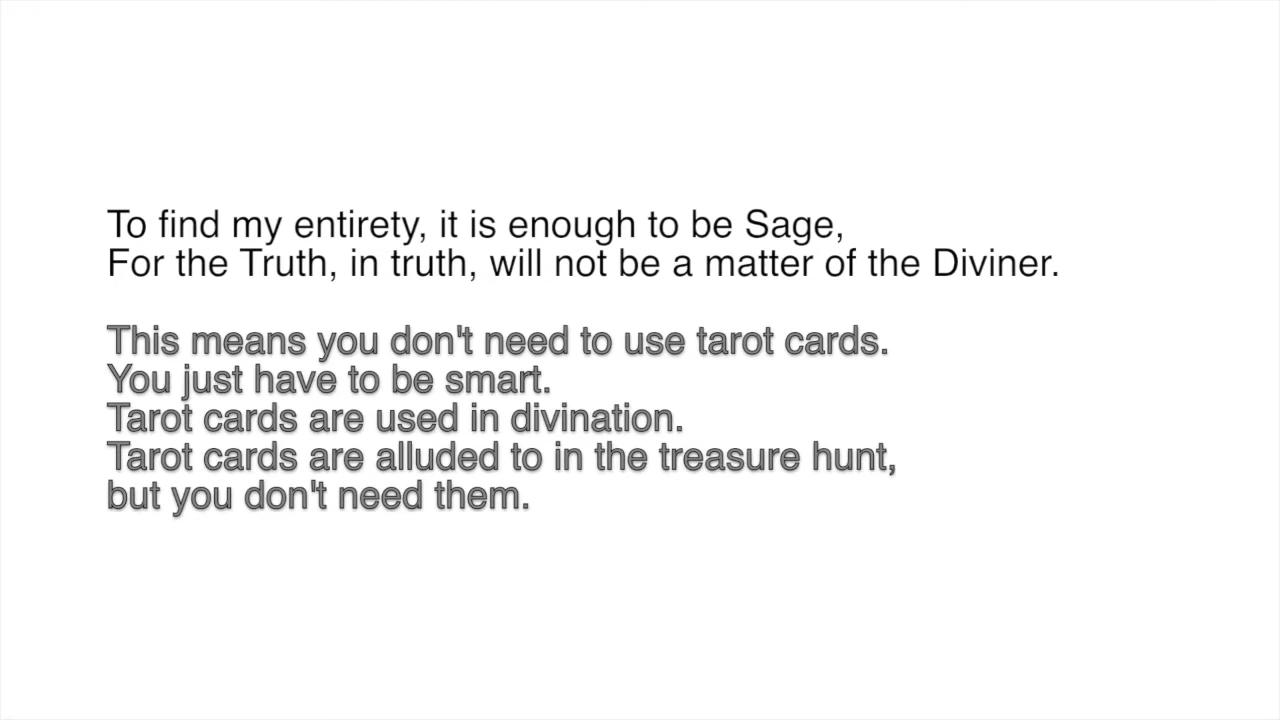 To find my entirety, it is enough to be Sage,
For the Truth, in truth, will not be a matter of the Diviner.
This means you don't need to use tarot cards.
You just have to be smart.
Tarot cards are used in divination.
Tarot cards are alluded to in the treasure hunt,
but you don't need them.